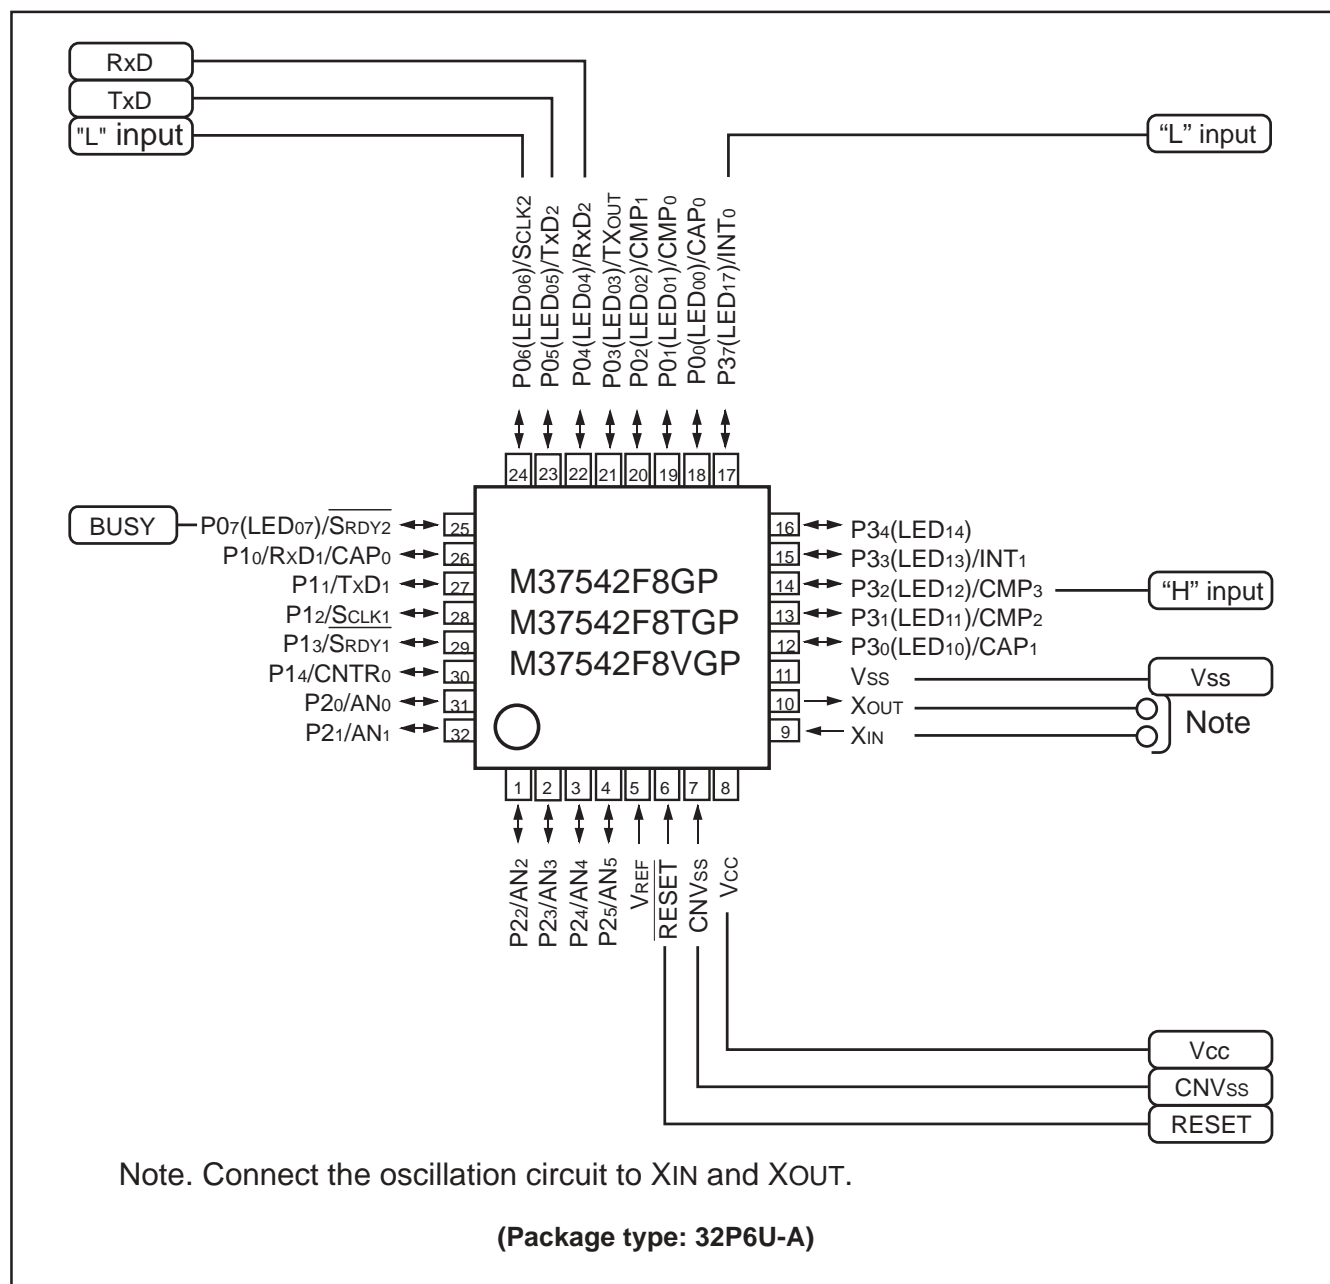 RxD
TxD
"L" input
“L” input
P06(LED06)/SCLK2
P05(LED05)/TxD2
P04(LED04)/RxD2
P03(LED03)/TXOUT
P02(LED02)/CMP1
P01(LED01)/CMP0
P00(LED00)/CAP0
P37(LED17)/INT0
24 23 22 21 20 19 18 17
BUSY
P07(LED07)/SRDY2 25
P10/RXD1/CAP0 26
P11/TXD1 27
P12/SCLK1 28
P13/SRDY1 29
P14/CNTR0 30
P20/AN0 31
P21/AN1 32
M37542F8GP
M37542F8TGP
M37542F8VGP
16 P34(LED14)
15 P33(LED13)/INT1
14 P32(LED12)/CMP3
“H” input
13 P31(LED11)/CMP2
12 P30(LED10)/CAP1
11 VSS
Vss
10 XOUT
9 XIN
Note
1 2 3 4 5 6 7 8
P22/AN2
P23/AN3
P24/AN4
P25/AN5
VREF
RESET
CNVSS
VCC
Vcc
CNVss
RESET
Note. Connect the oscillation circuit to XIN and XOUT.
(Package type: 32P6U-A)